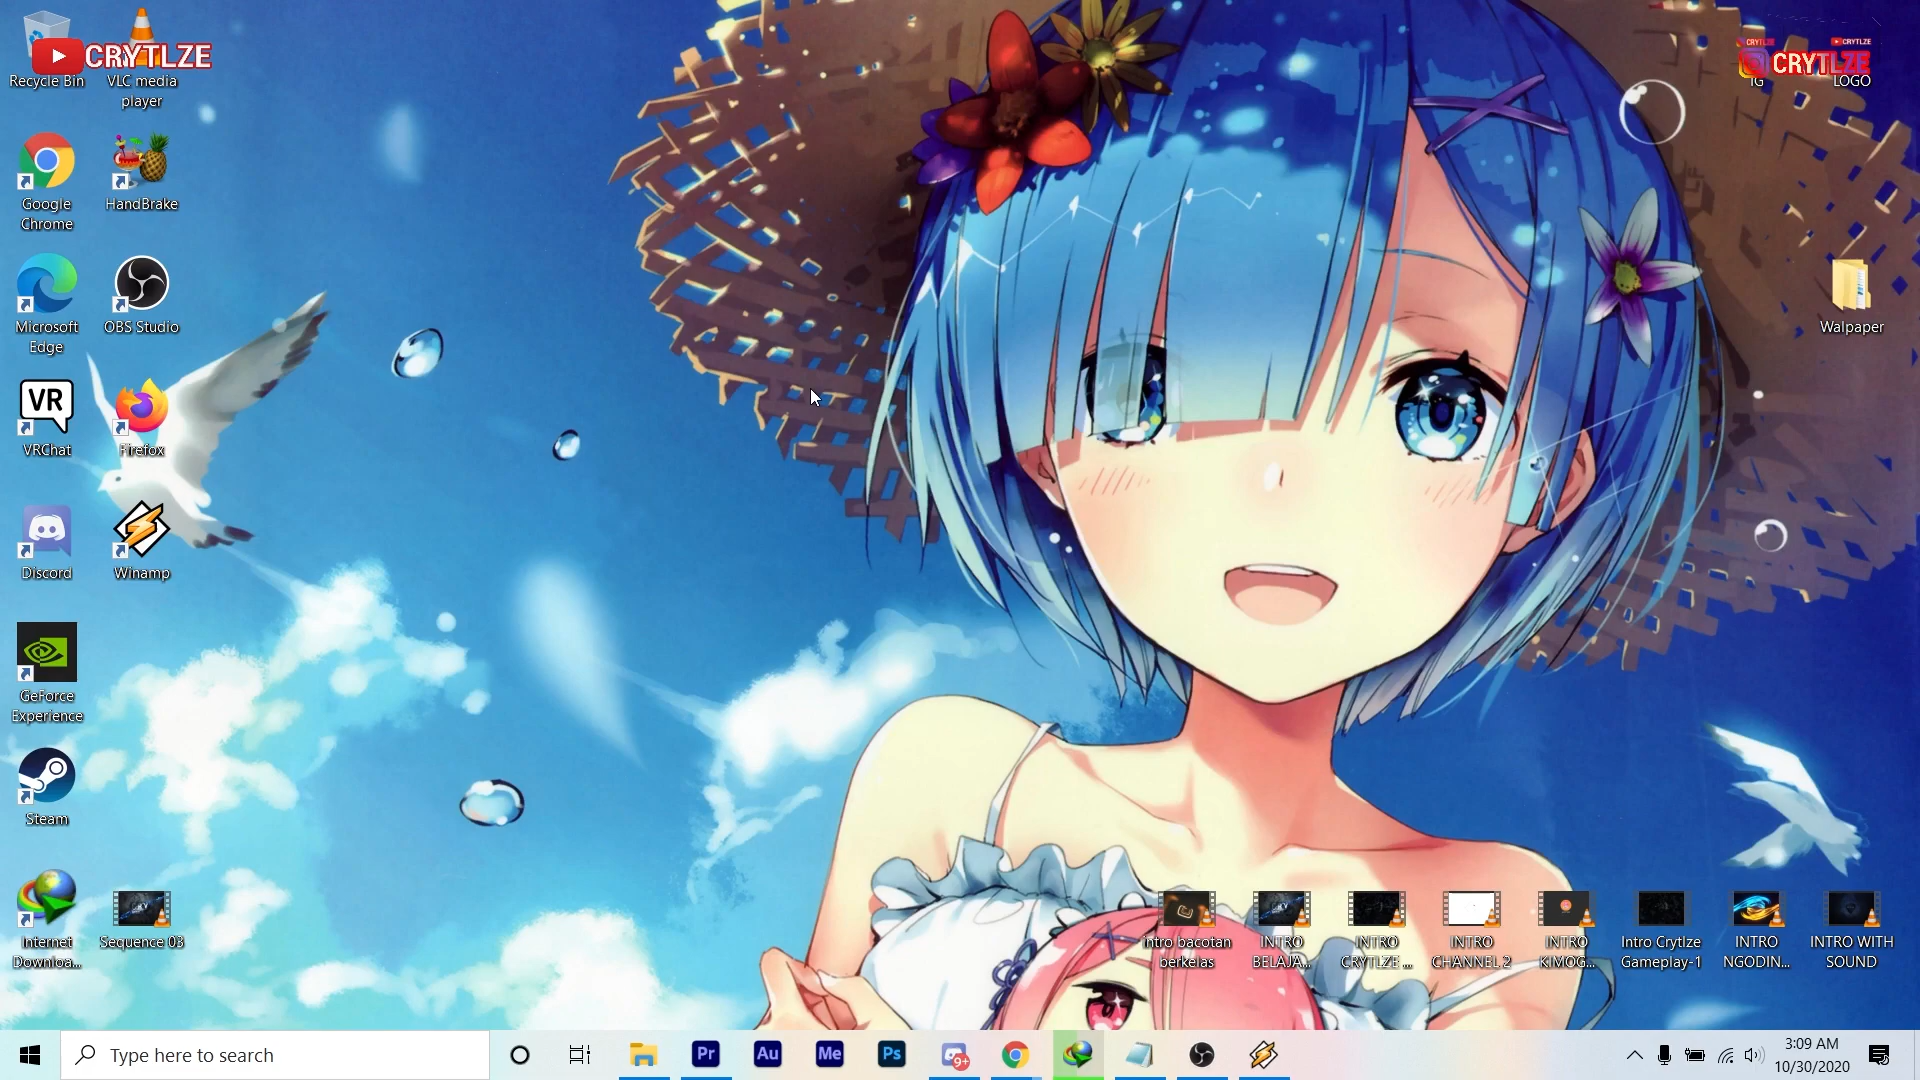 CRYTLZE
Recycle Bin
VLC media
player
Google
Chrome
HandBrake
Microsoft
Edge
OBS Studio
VR
VRChat
Firefox
Discord
Winamp
GeForce
Experience
Steam
Internet
Downloa...
Sequence 03
CRYTLZE
CRYTLZE
CRYTLZE
IG
LOGO
Walpaper
intro bacotan
berkelas
INTRO
BELAJA...
INTRO
CRYTLZE ...
INTRO
CHANNEL 2
INTRO
KIMOG...
Intro Crytlze
Gameplay-1
INTRO
NGODIN...
INTRO WITH
SOUND
Type here to search
Pr
Au
Me
Ps
9+
3:09 AM
10/30/2020